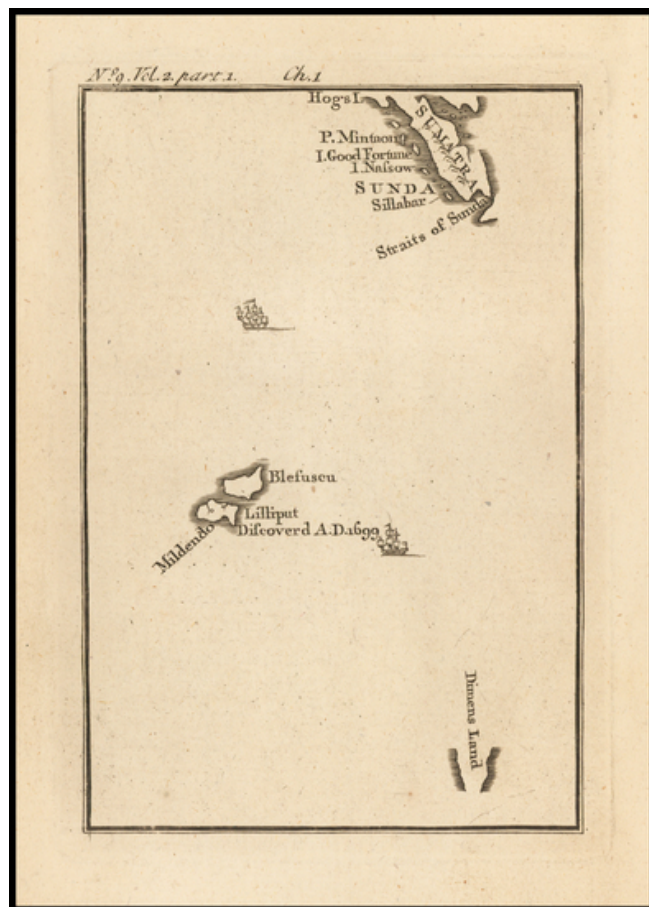 Nº9. Vol. 2. part 1. Ch. 1
Hogs I.
SUMATRA
P. Mintaon
I. Good Fortune
I. Naſsow
SUNDA
Sillabar
Straits of Sunda
Blefuscu
Lilliput
Diſcoverd A.D. 1699
Mildendo
Dimens Land